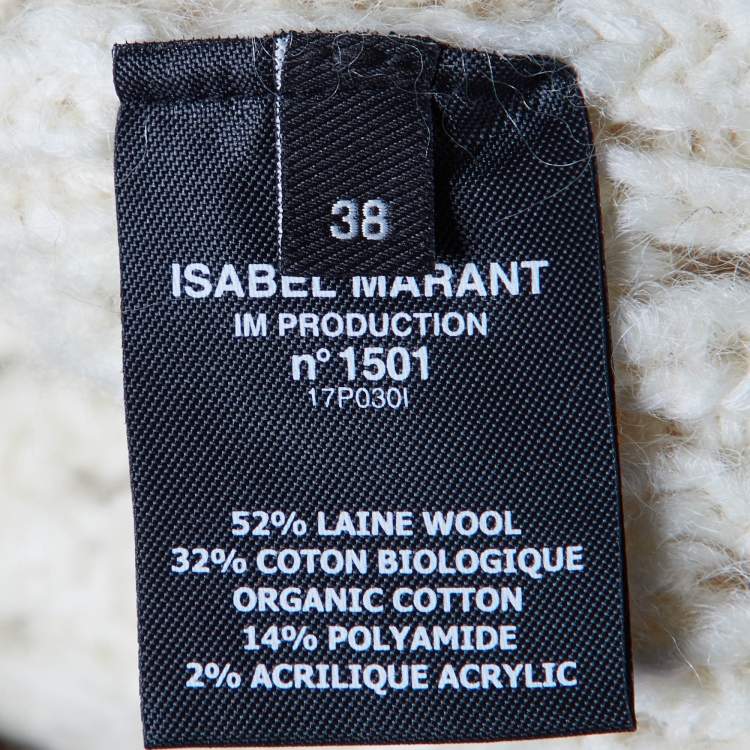 38
ISABEL MARANT
IM PRODUCTION
n° 1501
17P030I
52% LAINE WOOL
32% COTON BIOLOGIQUE
ORGANIC COTTON
14% POLYAMIDE
2% ACRILIQUE ACRYLIC